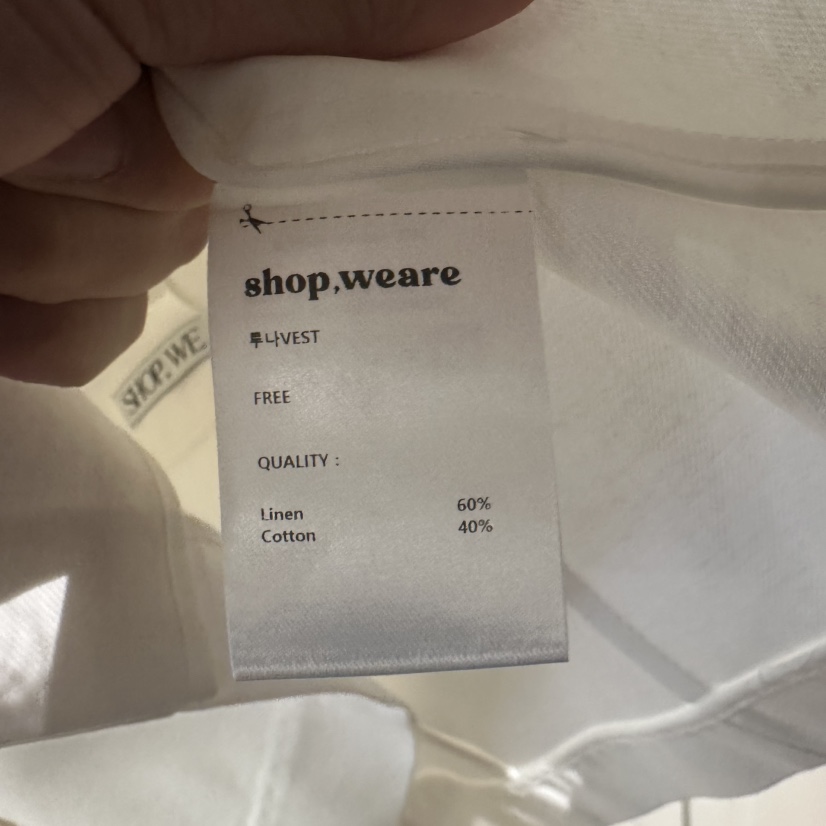 shop,weare
투나VEST
FREE
QUALITY :
Linen 60%
Cotton 40%
SHOP, WE